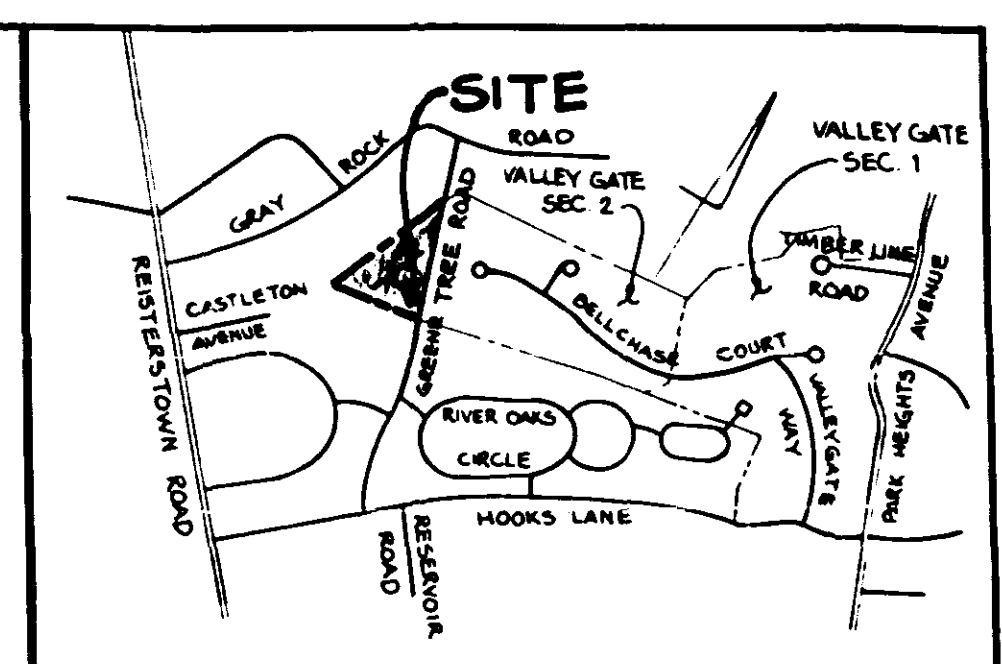 SITE
ROCK
ROAD
VALLEY GATE
SEC. 1
VALLEY GATE
SEC. 2
GRAY
GREENE TREE ROAD
TIMBER LINE
ROAD
CASTLETON
AVENUE
REISTERSTOWN ROAD
BELLCHASE
COURT
AVENUE
PARK HEIGHTS
VALLEYGATE
WAY
RIVER OAKS
CIRCLE
HOOKS LANE
RESERVOIR
ROAD